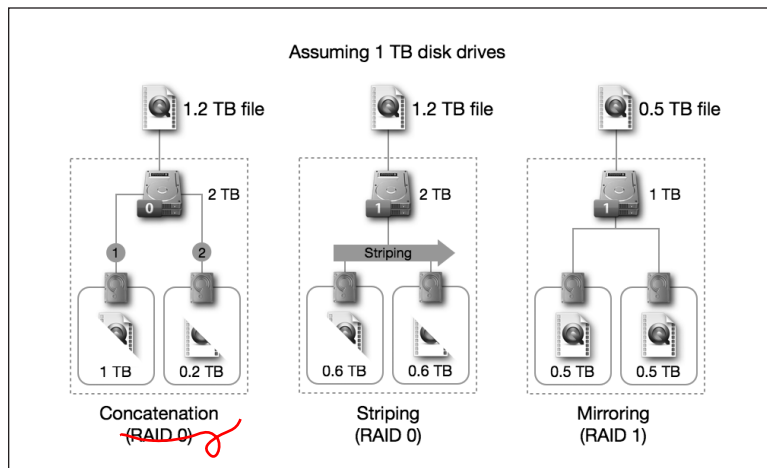 Assuming 1 TB disk drives
1.2 TB file
1.2 TB file
0.5 TB file
0
2 TB
1
2 TB
1
1 TB
1
2
Striping
1 TB
0.2 TB
0.6 TB
0.6 TB
0.5 TB
0.5 TB
Concatenation
(RAID 0)
Striping
(RAID 0)
Mirroring
(RAID 1)